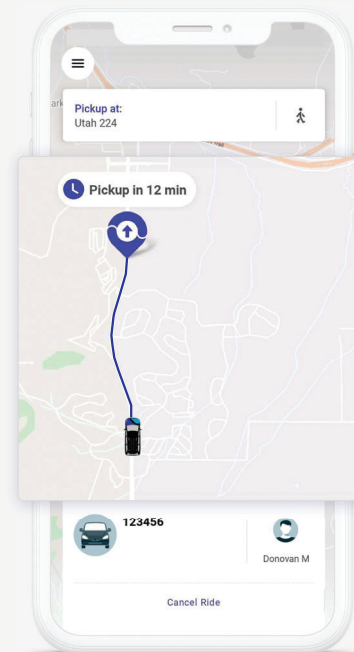 Pickup at:
Utah 224
Pickup in 12 min
123456
Donovan M
Cancel Ride